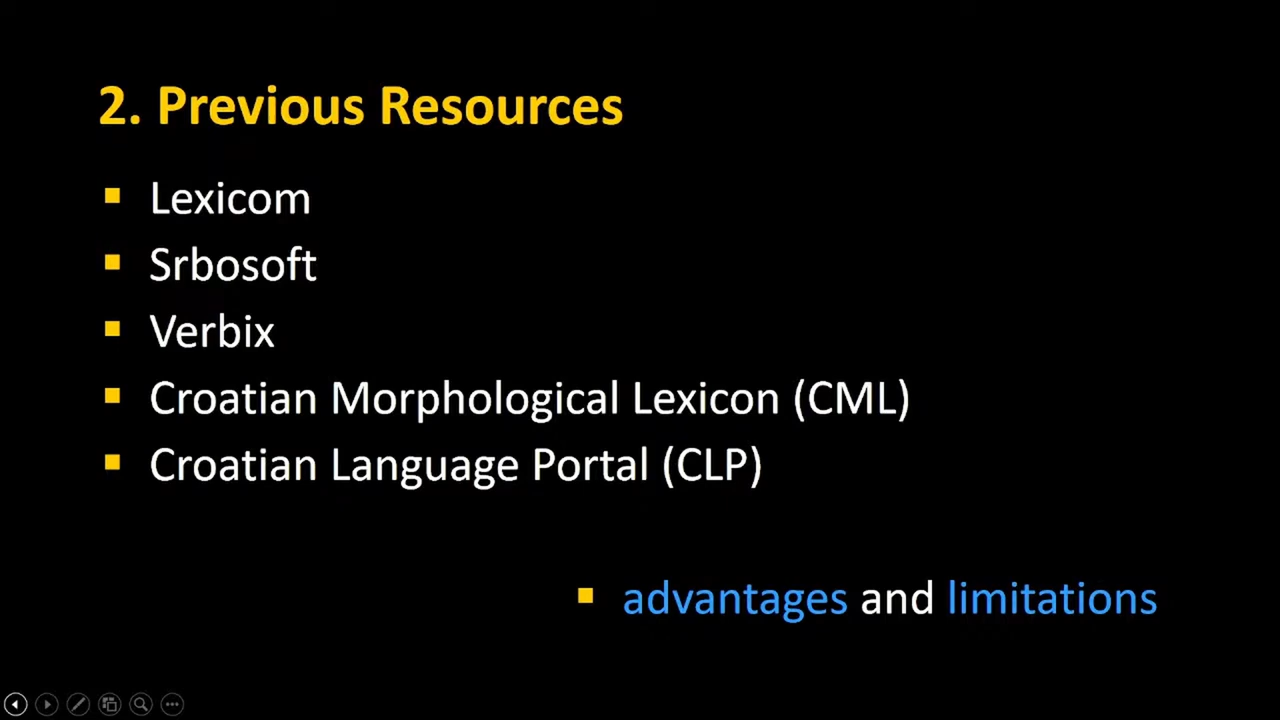 2. Previous Resources
Lexicom
Srbosoft
Verbix
Croatian Morphological Lexicon (CML)
Croatian Language Portal (CLP)
advantages and limitations